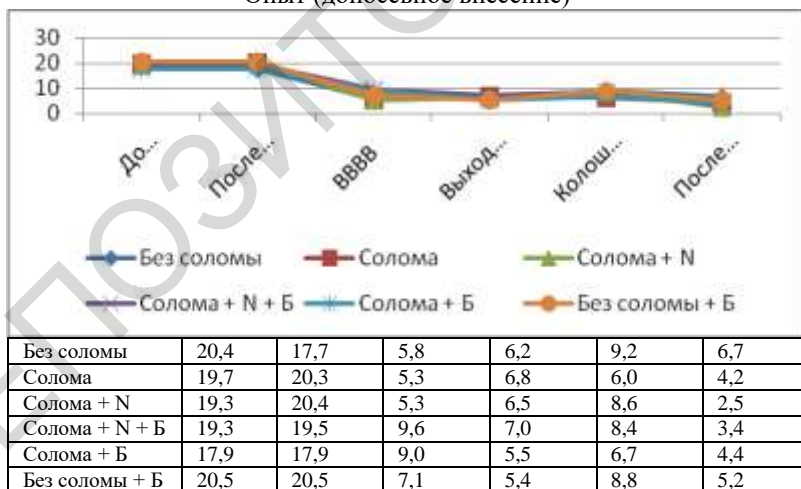 Опыт (допосевное внесение)
30
20
10
0
До... После... ВВВВ Выход... Колош... После...
Без соломы Солома Солома + N
Солома + N + Б Солома + Б Без соломы + Б
Без соломы 20,4 17,7 5,8 6,2 9,2 6,7
Солома 19,7 20,3 5,3 6,8 6,0 4,2
Солома + N 19,3 20,4 5,3 6,5 8,6 2,5
Солома + N + Б 19,3 19,5 9,6 7,0 8,4 3,4
Солома + Б 17,9 17,9 9,0 5,5 6,7 4,4
Без соломы + Б 20,5 20,5 7,1 5,4 8,8 5,2